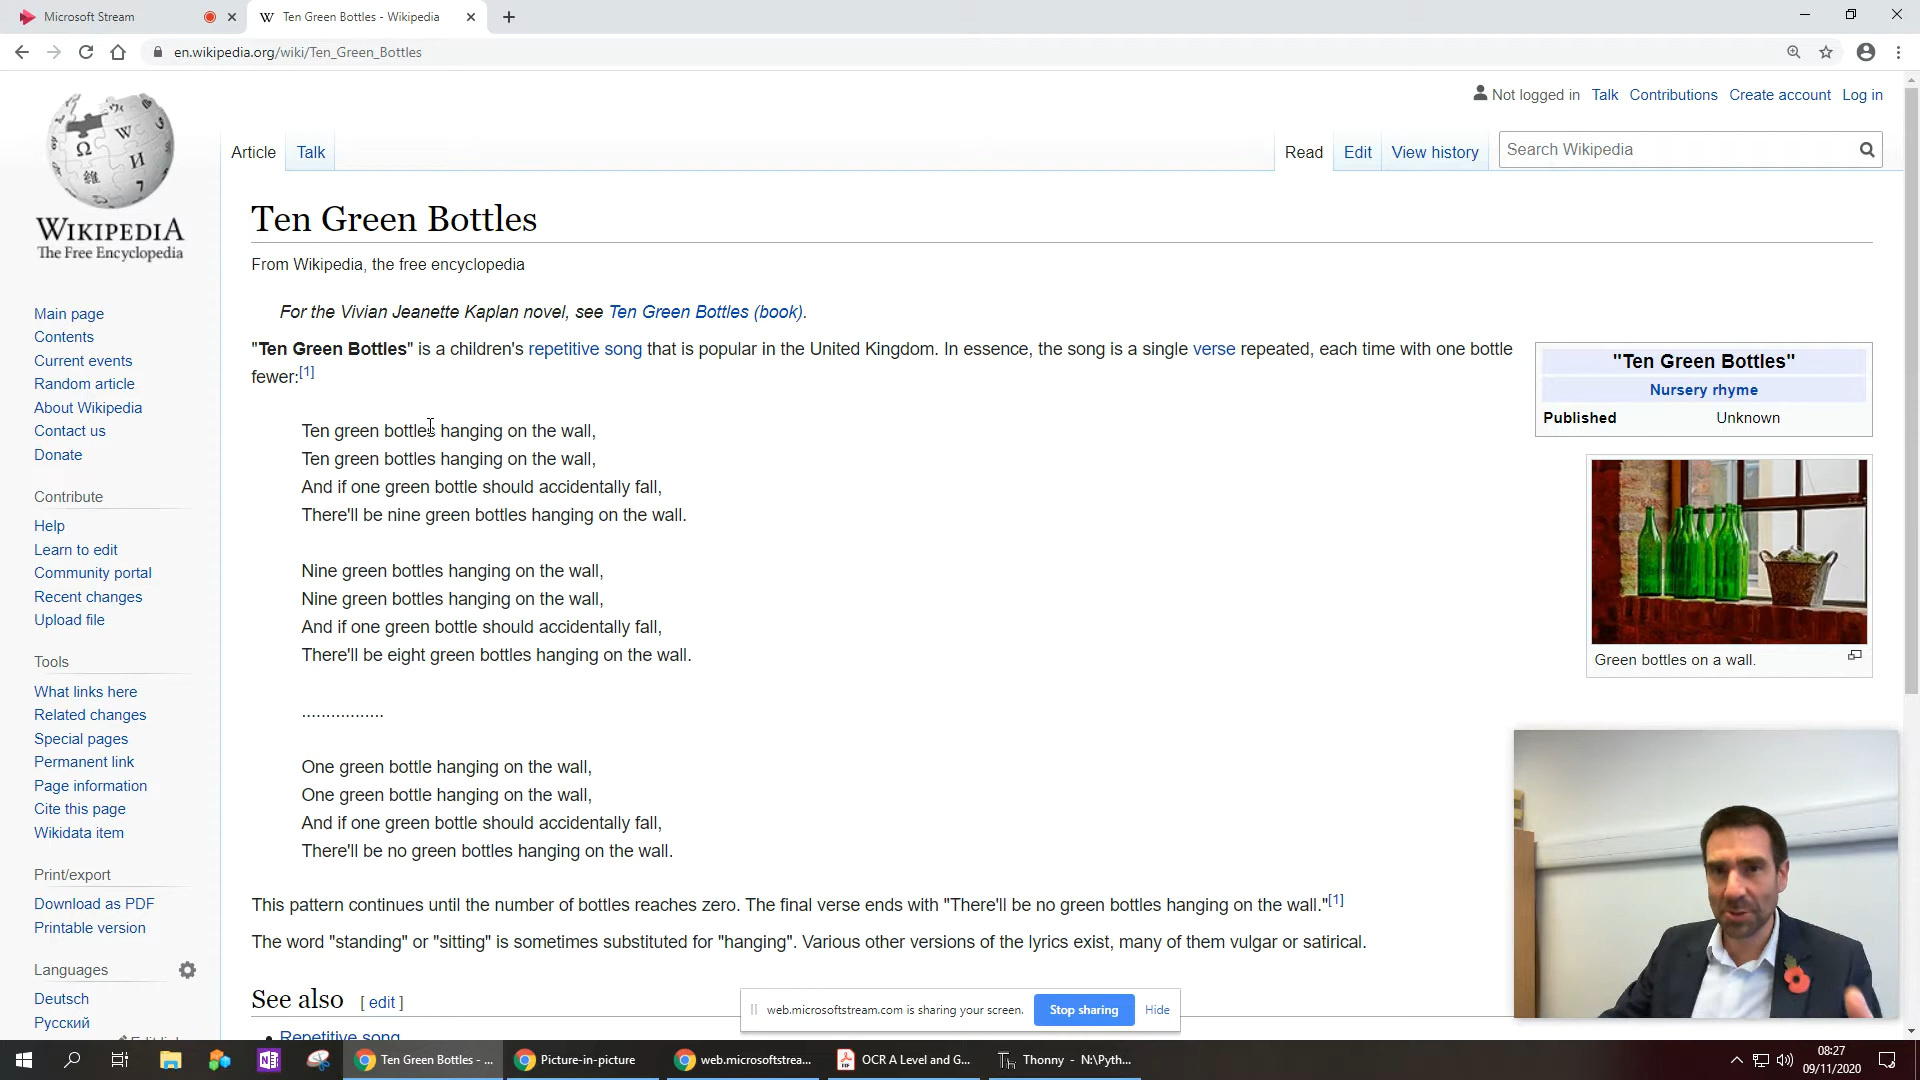 Microsoft Stream
Ten Green Bottles - Wikipedia
en.wikipedia.org/wiki/Ten_Green_Bottles
Not logged in Talk Contributions Create account Log in
Article Talk
Read Edit View history
Search Wikipedia
WIKIPEDIA
The Free Encyclopedia
Main page
Contents
Current events
Random article
About Wikipedia
Contact us
Donate
Contribute
Help
Learn to edit
Community portal
Recent changes
Upload file
Tools
What links here
Related changes
Special pages
Permanent link
Page information
Cite this page
Wikidata item
Print/export
Download as PDF
Printable version
Languages
Deutsch
Русский
Ten Green Bottles
From Wikipedia, the free encyclopedia
For the Vivian Jeanette Kaplan novel, see Ten Green Bottles (book).
"Ten Green Bottles" is a children's repetitive song that is popular in the United Kingdom. In essence, the song is a single verse repeated, each time with one bottle
fewer:[1]
Ten green bottles hanging on the wall,
Ten green bottles hanging on the wall,
And if one green bottle should accidentally fall,
There'll be nine green bottles hanging on the wall.
Nine green bottles hanging on the wall,
Nine green bottles hanging on the wall,
And if one green bottle should accidentally fall,
There'll be eight green bottles hanging on the wall.
.................
One green bottle hanging on the wall,
One green bottle hanging on the wall,
And if one green bottle should accidentally fall,
There'll be no green bottles hanging on the wall.
This pattern continues until the number of bottles reaches zero. The final verse ends with "There'll be no green bottles hanging on the wall."[1]
The word "standing" or "sitting" is sometimes substituted for "hanging". Various other versions of the lyrics exist, many of them vulgar or satirical.
See also [ edit ]
Repetitive song
"Ten Green Bottles"
Nursery rhyme
Published Unknown
Green bottles on a wall.
web.microsoftstream.com is sharing your screen. Stop sharing Hide
Ten Green Bottles - ...
Picture-in-picture
web.microsoftstrea...
OCR A Level and G...
Thonny - N:\Pyth...
08:27
09/11/2020